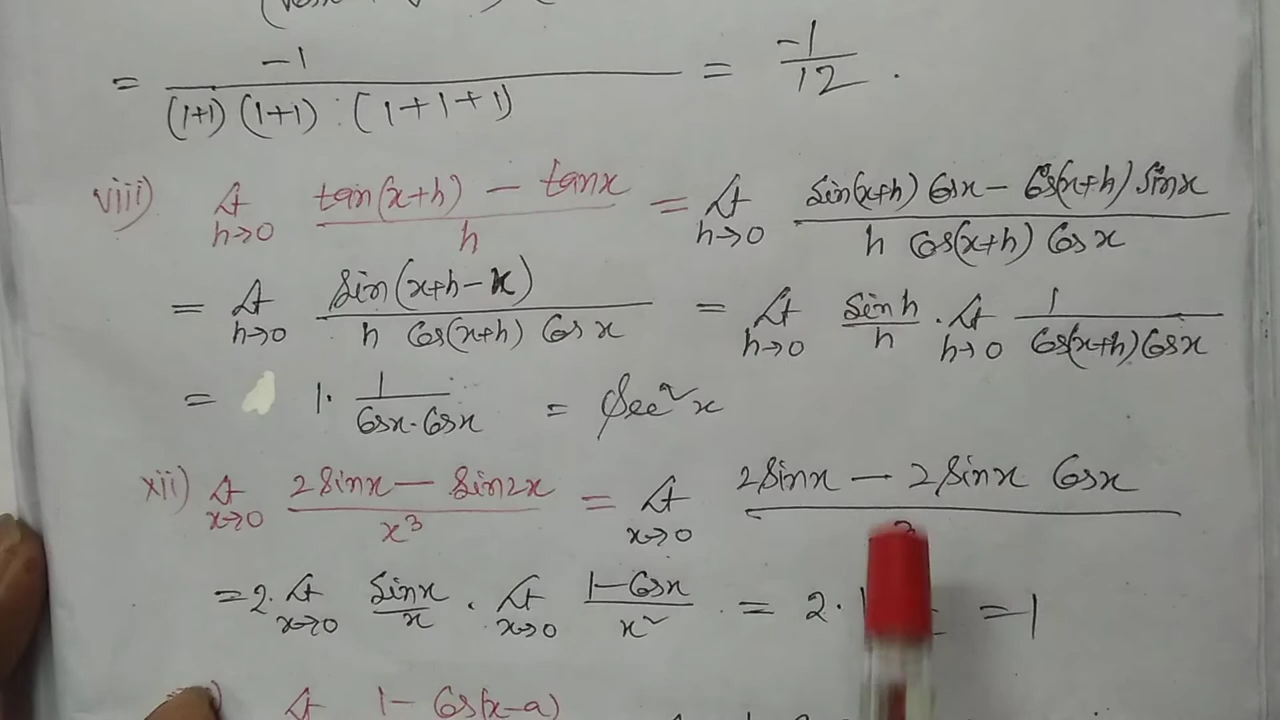 = -1 / (1+1) (1+1) (1+1+1) = -1/12 .
viii) Lt h→0 tan(x+h) - tanx / h = Lt h→0 Sin(x+h) Cosx - Cos(x+h) Sinx / h Cos(x+h) Cos x
= Lt h→0 Sin(x+h-x) / h Cos(x+h) Cos x = Lt h→0 Sinh / h . Lt h→0 1 / Cos(x+h) Cosx
= 1. 1 / Cosx. Cosx = Sec²x
xii) Lt x→0 2Sinx - Sin2x / x³ = Lt x→0 2Sinx - 2Sinx Cosx
= 2. Lt x→0 Sinx / x . Lt x→0 1-Cosx / x² = 2. = -1
Lt 1-Cos(x-a)